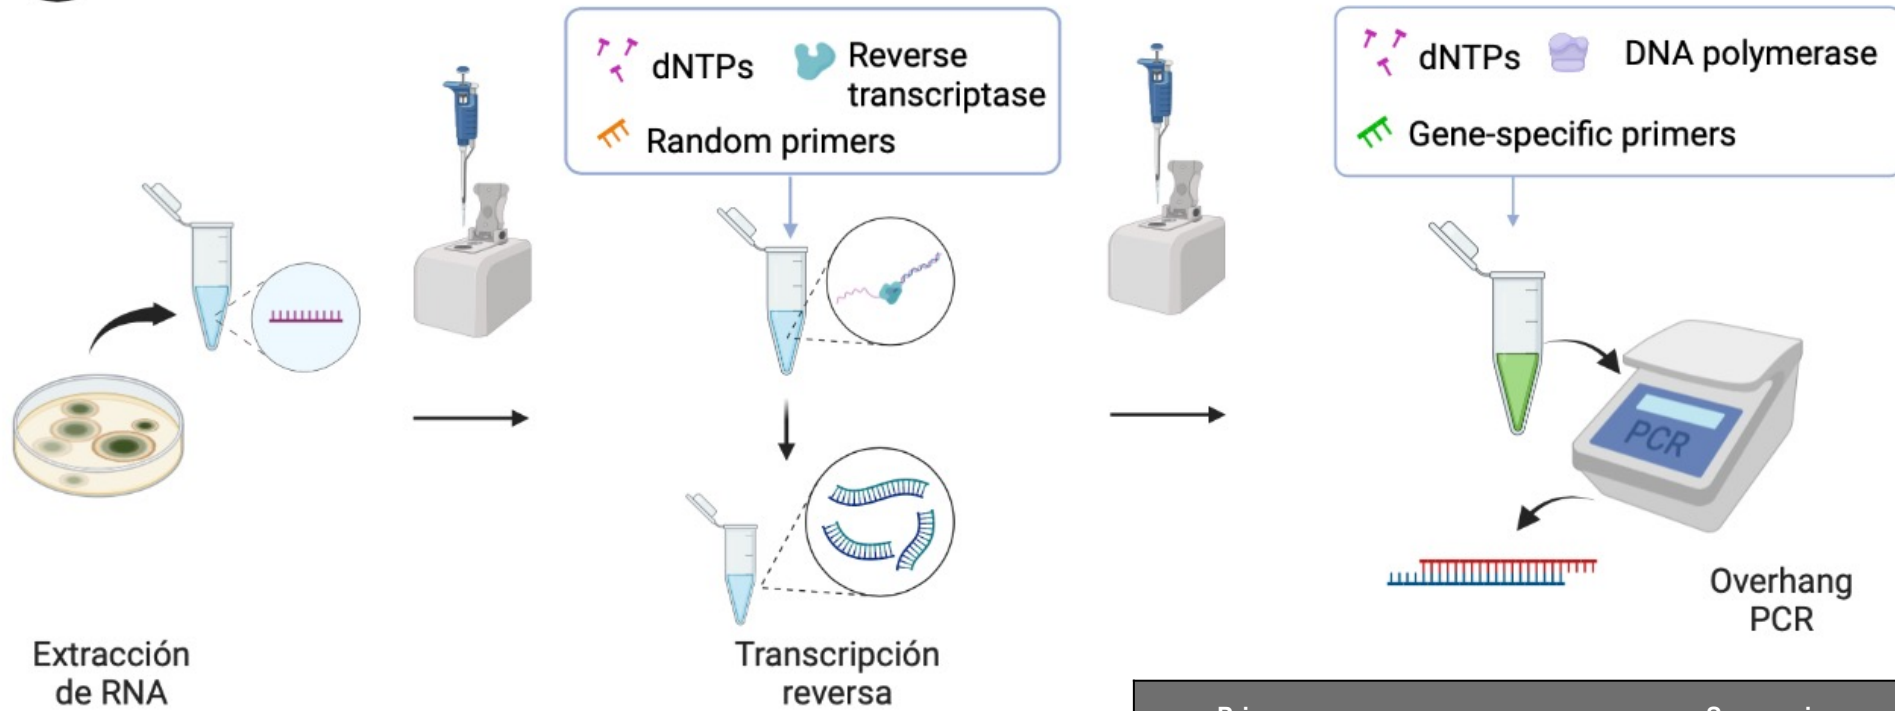 dNTPs
Reverse
transcriptase
Random primers
dNTPs
DNA polymerase
Gene-specific primers
PCR
Extracción
de RNA
Transcripción
reversa
Overhang
PCR